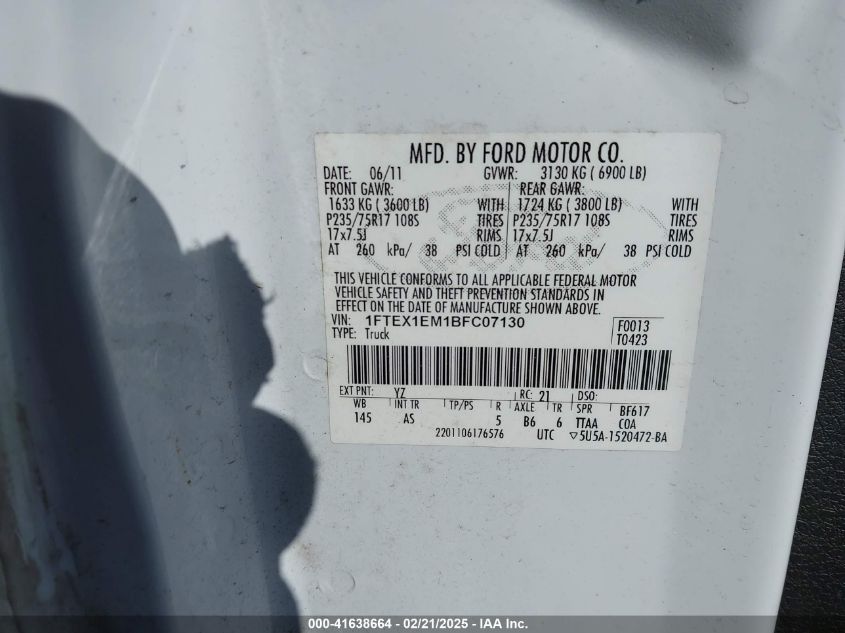 MFD. BY FORD MOTOR CO.
DATE: 06/11 GVWR: 3130 KG ( 6900 LB)
FRONT GAWR: REAR GAWR:
1633 KG ( 3600 LB) WITH 1724 KG ( 3800 LB) WITH
P235/75R17 108S TIRES P235/75R17 108S TIRES
17x7.5J RIMS 17x7.5J RIMS
AT 260 kPa/ 38 PSI COLD AT 260 kPa/ 38 PSI COLD
THIS VEHICLE CONFORMS TO ALL APPLICABLE FEDERAL MOTOR
VEHICLE SAFETY AND THEFT PREVENTION STANDARDS IN
EFFECT ON THE DATE OF MANUFACTURE SHOWN ABOVE.
VIN: 1FTEX1EM1BFC07130 F0013
TYPE: Truck T0423
EXT PNT: YZ RC: 21 DSO:
WB INT TR TP/PS R AXLE TR SPR BF617
145 AS 5 B6 6 TTAA COA
2201106176576 UTC ▽5U5A-1520472-BA
000-41638664 - 02/21/2025 - IAA Inc.